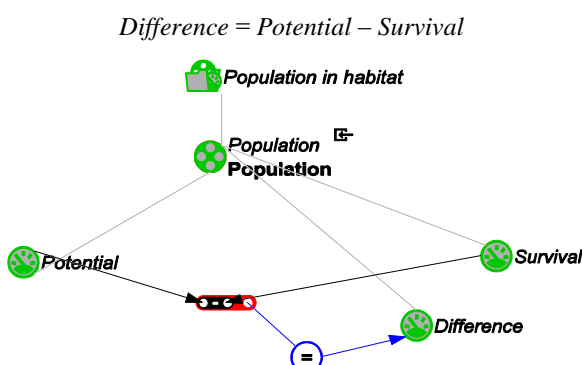 Difference = Potential – Survival
Population in habitat
Population
Population
Potential
Survival
Difference
=